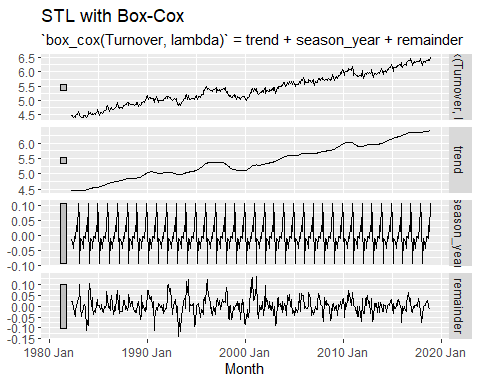 STL with Box-Cox
`box_cox(Turnover, lambda)` = trend + season_year + remainder
6.5
6.0
5.5
5.0
4.5
6.0
5.5
5.0
4.5
trend
0.10
0.05
0.00
-0.05
-0.10
season_year
0.10
0.05
0.00
-0.05
-0.10
-0.15
remainder
1980 Jan 1990 Jan 2000 Jan 2010 Jan 2020 Jan
Month